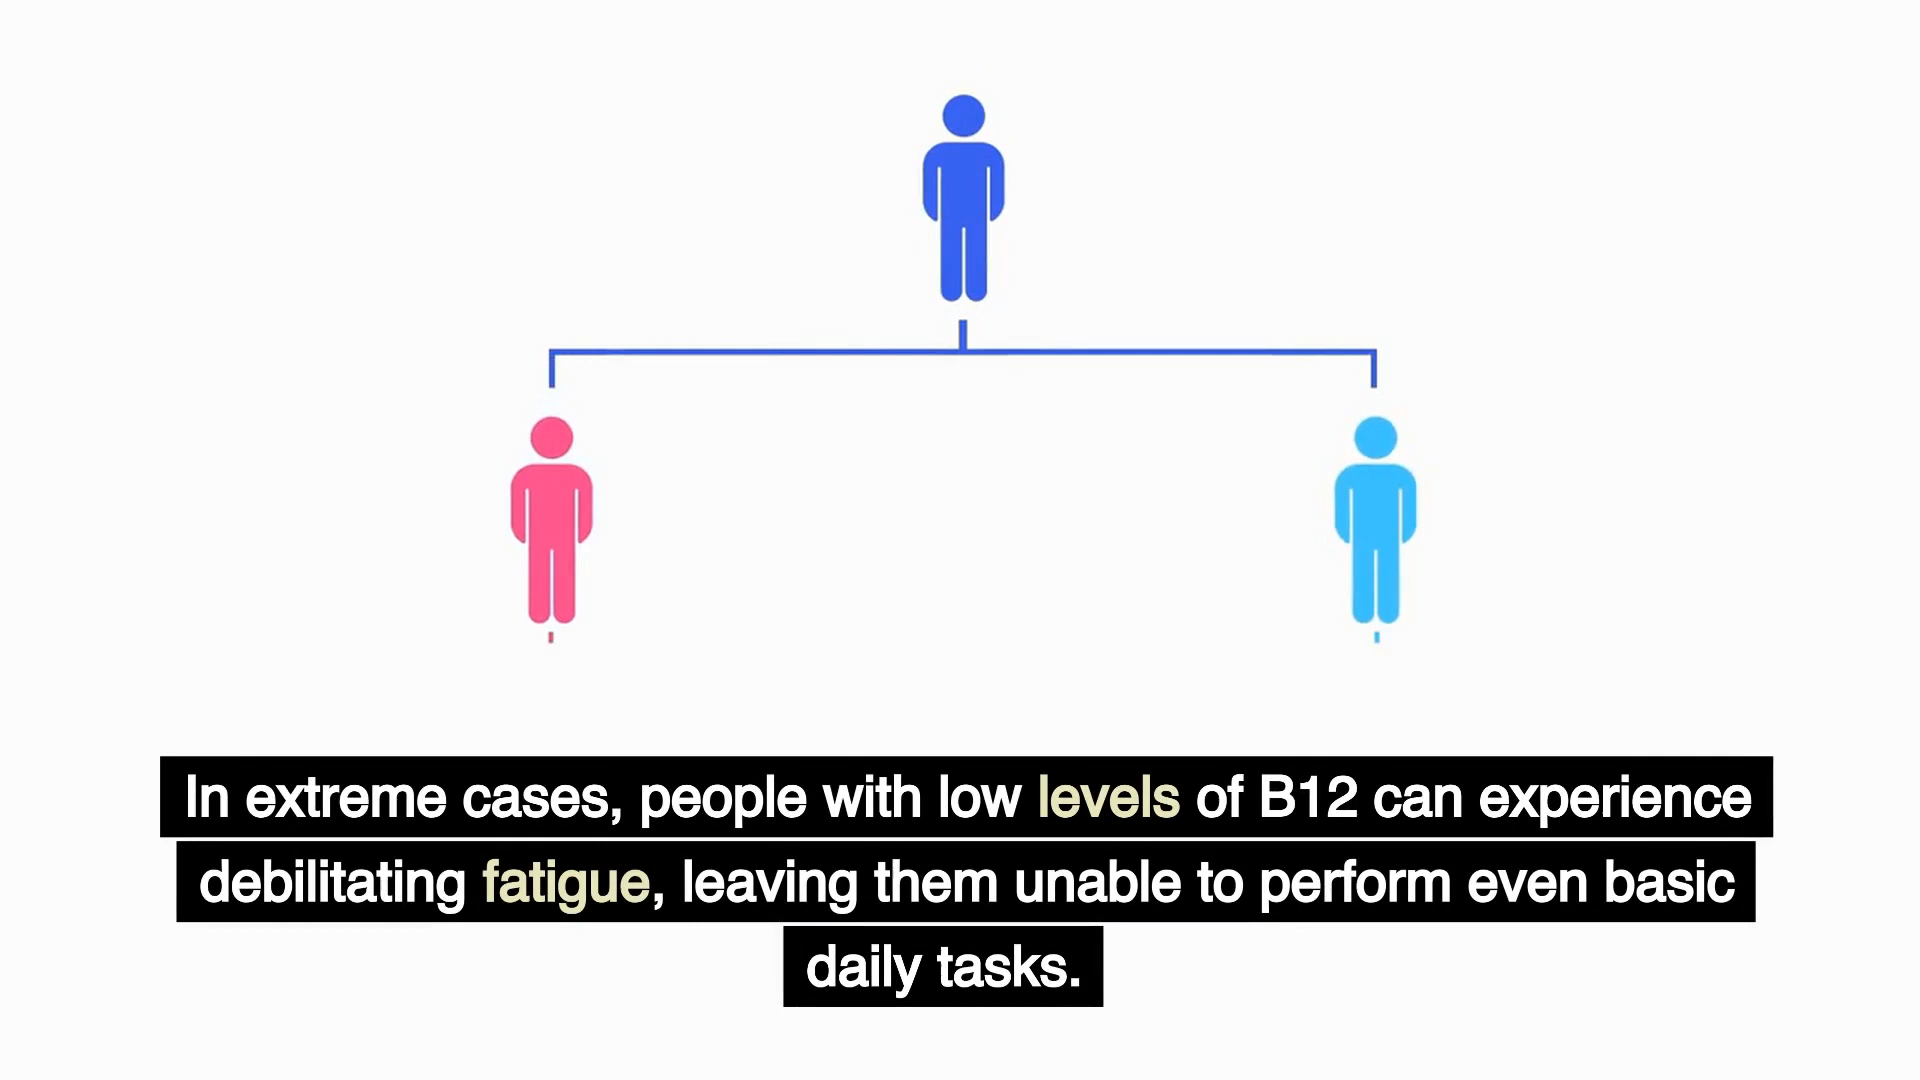 In extreme cases, people with low levels of B12 can experience
debilitating fatigue, leaving them unable to perform even basic
daily tasks.